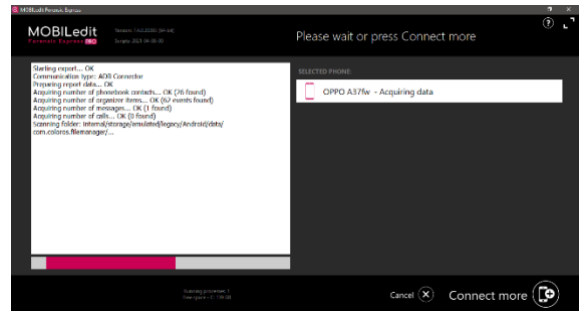 MOBILedit Forensic Express
MOBILedit
Forensic Express PRO
Please wait or press Connect more
Starting export... OK
Communication type: ADB Connector
Preparing report data... OK
Acquiring number of phonebook contacts... OK (26 found)
Acquiring number of organizer items... OK (62 events found)
Acquiring number of messages... OK (1 found)
Acquiring number of calls... OK (0 found)
Scanning folder: internal/storage/emulated/legacy/Android/data/
com.coloros.filemanager/...
SELECTED PHONE:
OPPO A37fw - Acquiring data
Cancel
Connect more